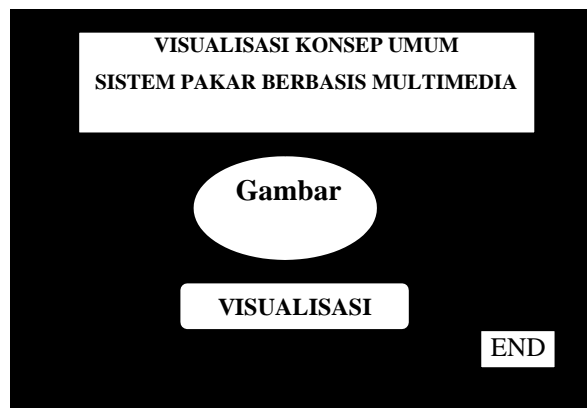 VISUALISASI KONSEP UMUM
SISTEM PAKAR BERBASIS MULTIMEDIA
Gambar
VISUALISASI
END